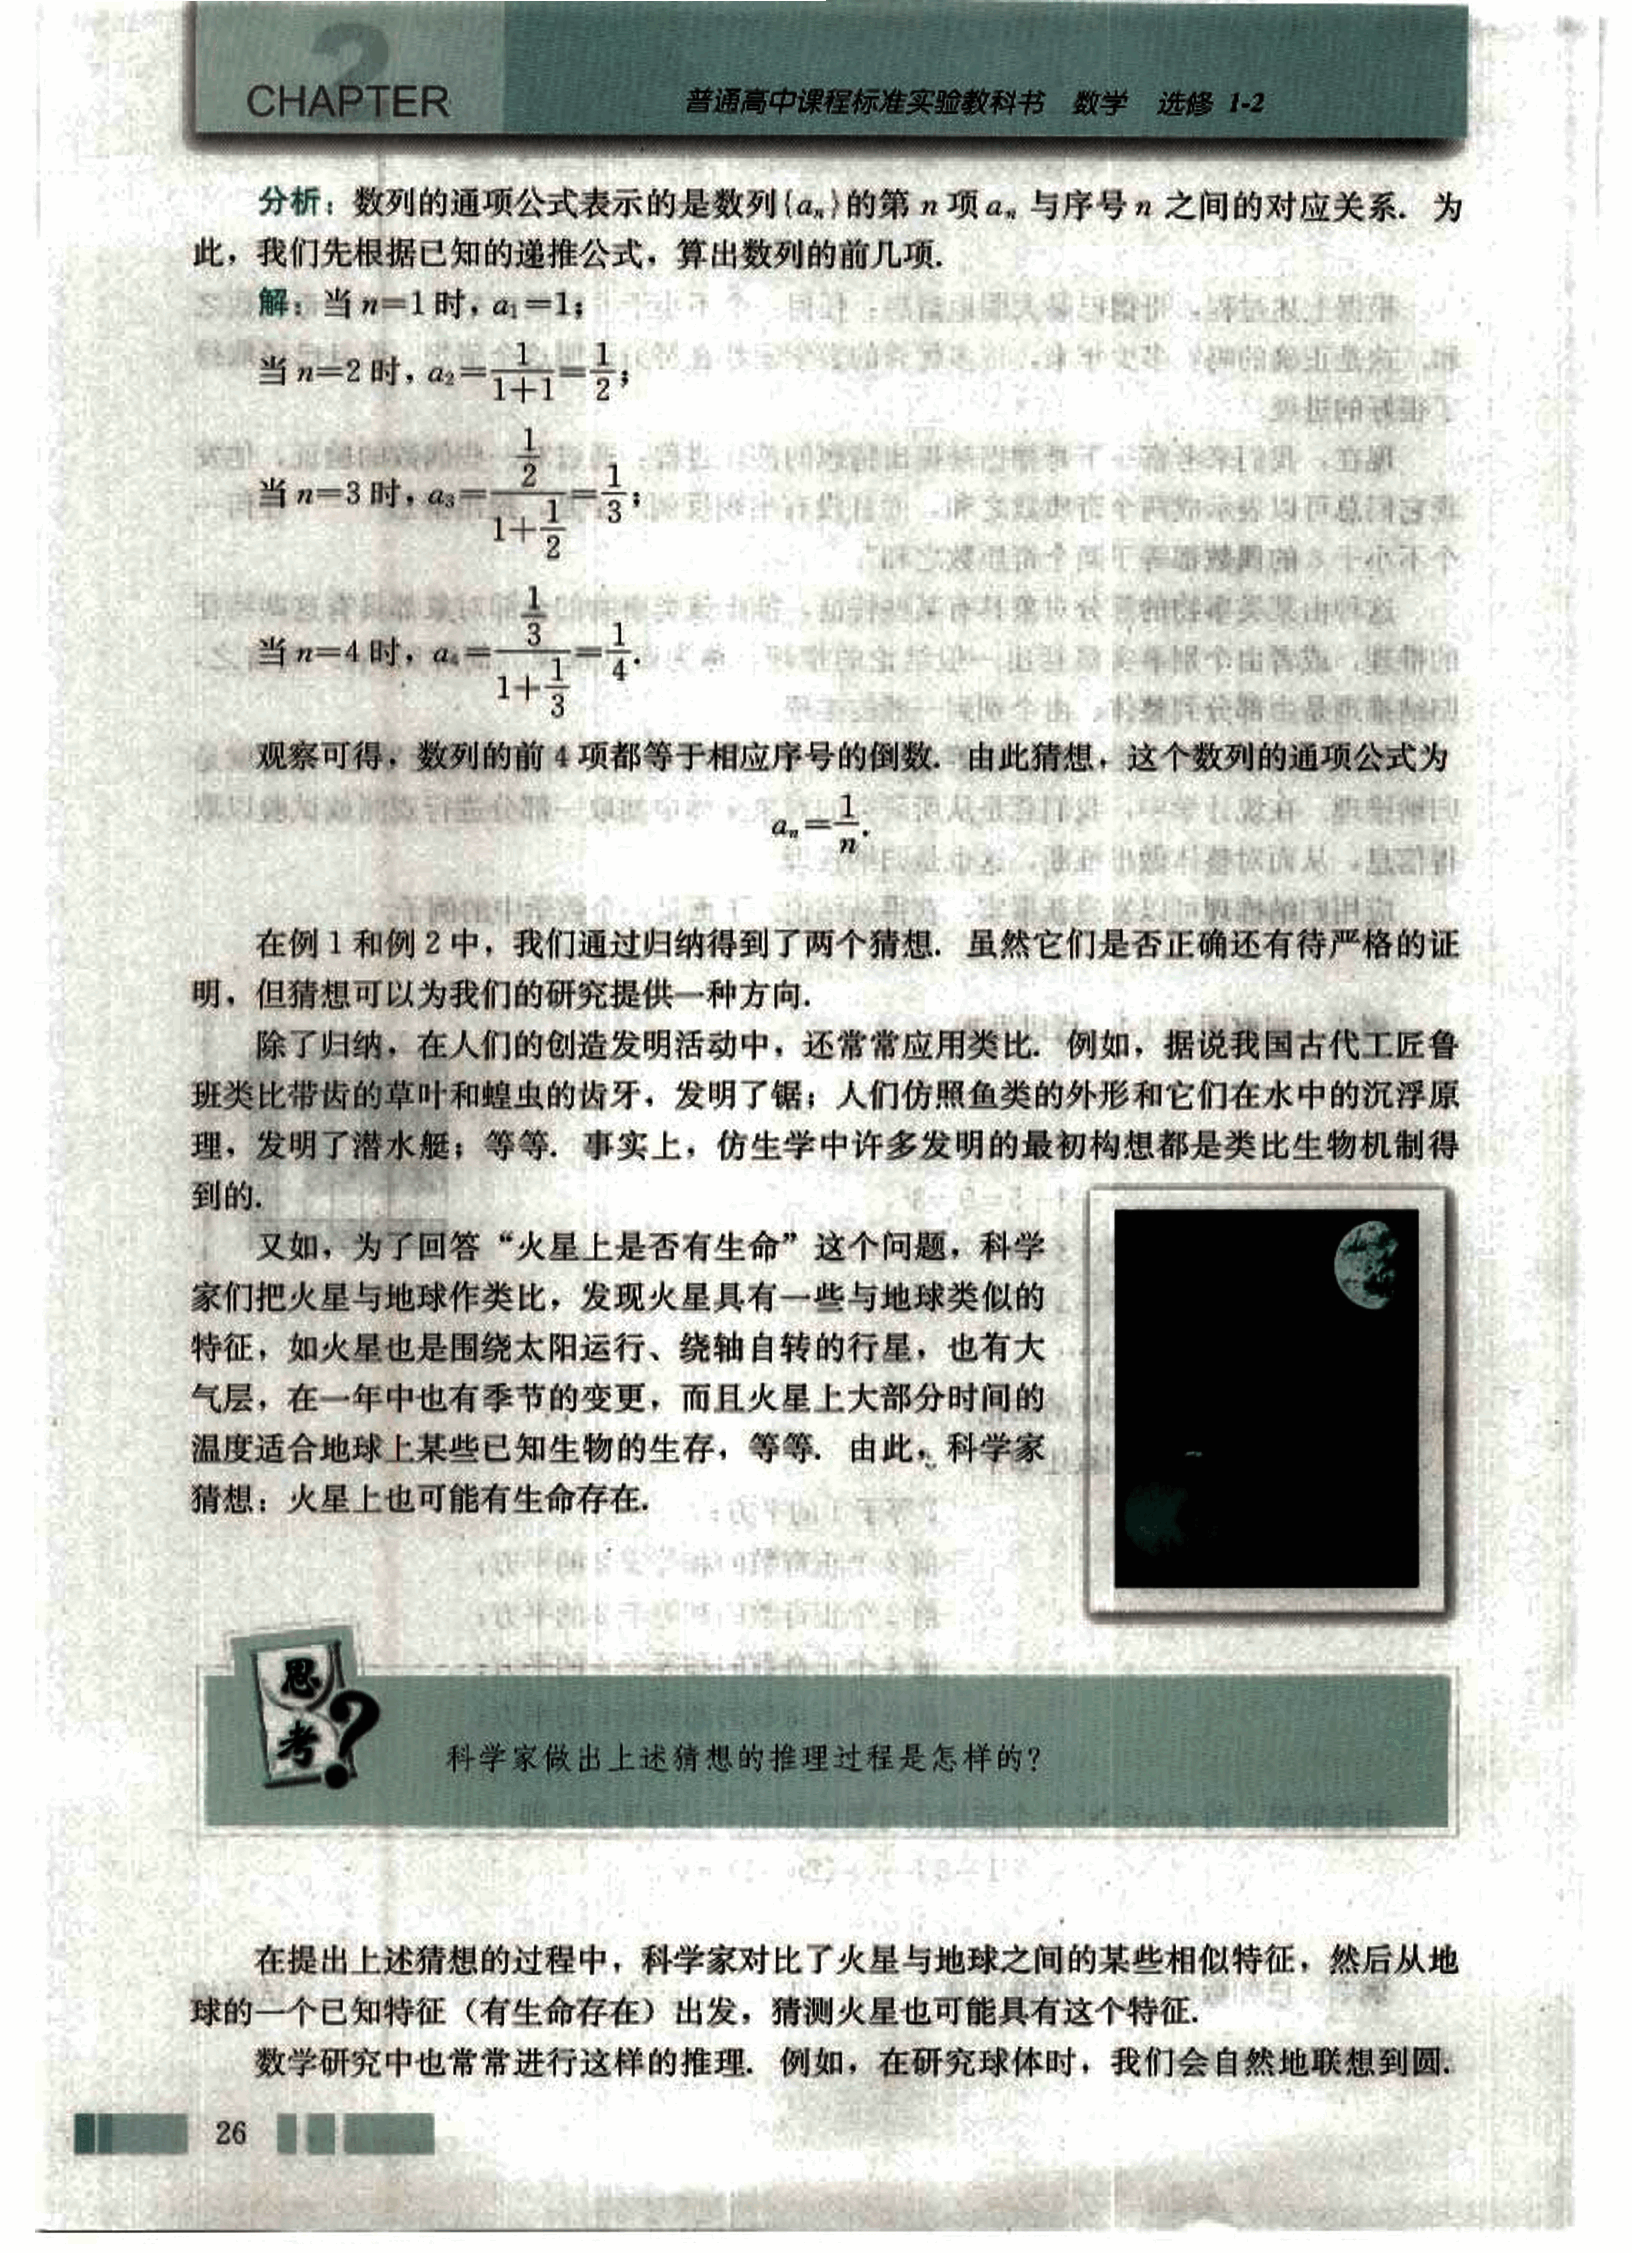 2
CHAPTER
普通高中课程标准实验教科书 数学 选修 1-2
分析：数列的通项公式表示的是数列{aₙ}的第 n 项 aₙ 与序号 n 之间的对应关系．为
此，我们先根据已知的递推公式，算出数列的前几项．
解：当 n=1 时，a₁=1；
当 n=2 时，a₂=1/(1+1)=1/2；
当 n=3 时，a₃=(1/2)/(1+1/2)=1/3；
当 n=4 时，a₄=(1/3)/(1+1/3)=1/4．
观察可得，数列的前 4 项都等于相应序号的倒数．由此猜想，这个数列的通项公式为
aₙ=1/n．
在例 1 和例 2 中，我们通过归纳得到了两个猜想．虽然它们是否正确还有待严格的证
明，但猜想可以为我们的研究提供一种方向．
除了归纳，在人们的创造发明活动中，还常常应用类比．例如，据说我国古代工匠鲁
班类比带齿的草叶和蝗虫的齿牙，发明了锯；人们仿照鱼类的外形和它们在水中的沉浮原
理，发明了潜水艇；等等．事实上，仿生学中许多发明的最初构想都是类比生物机制得
到的．
又如，为了回答“火星上是否有生命”这个问题，科学
家们把火星与地球作类比，发现火星具有一些与地球类似的
特征，如火星也是围绕太阳运行、绕轴自转的行星，也有大
气层，在一年中也有季节的变更，而且火星上大部分时间的
温度适合地球上某些已知生物的生存，等等．由此，科学家
猜想：火星上也可能有生命存在．
思
考？
科学家做出上述猜想的推理过程是怎样的？
在提出上述猜想的过程中，科学家对比了火星与地球之间的某些相似特征，然后从地
球的一个已知特征（有生命存在）出发，猜测火星也可能具有这个特征．
数学研究中也常常进行这样的推理．例如，在研究球体时，我们会自然地联想到圆．
26